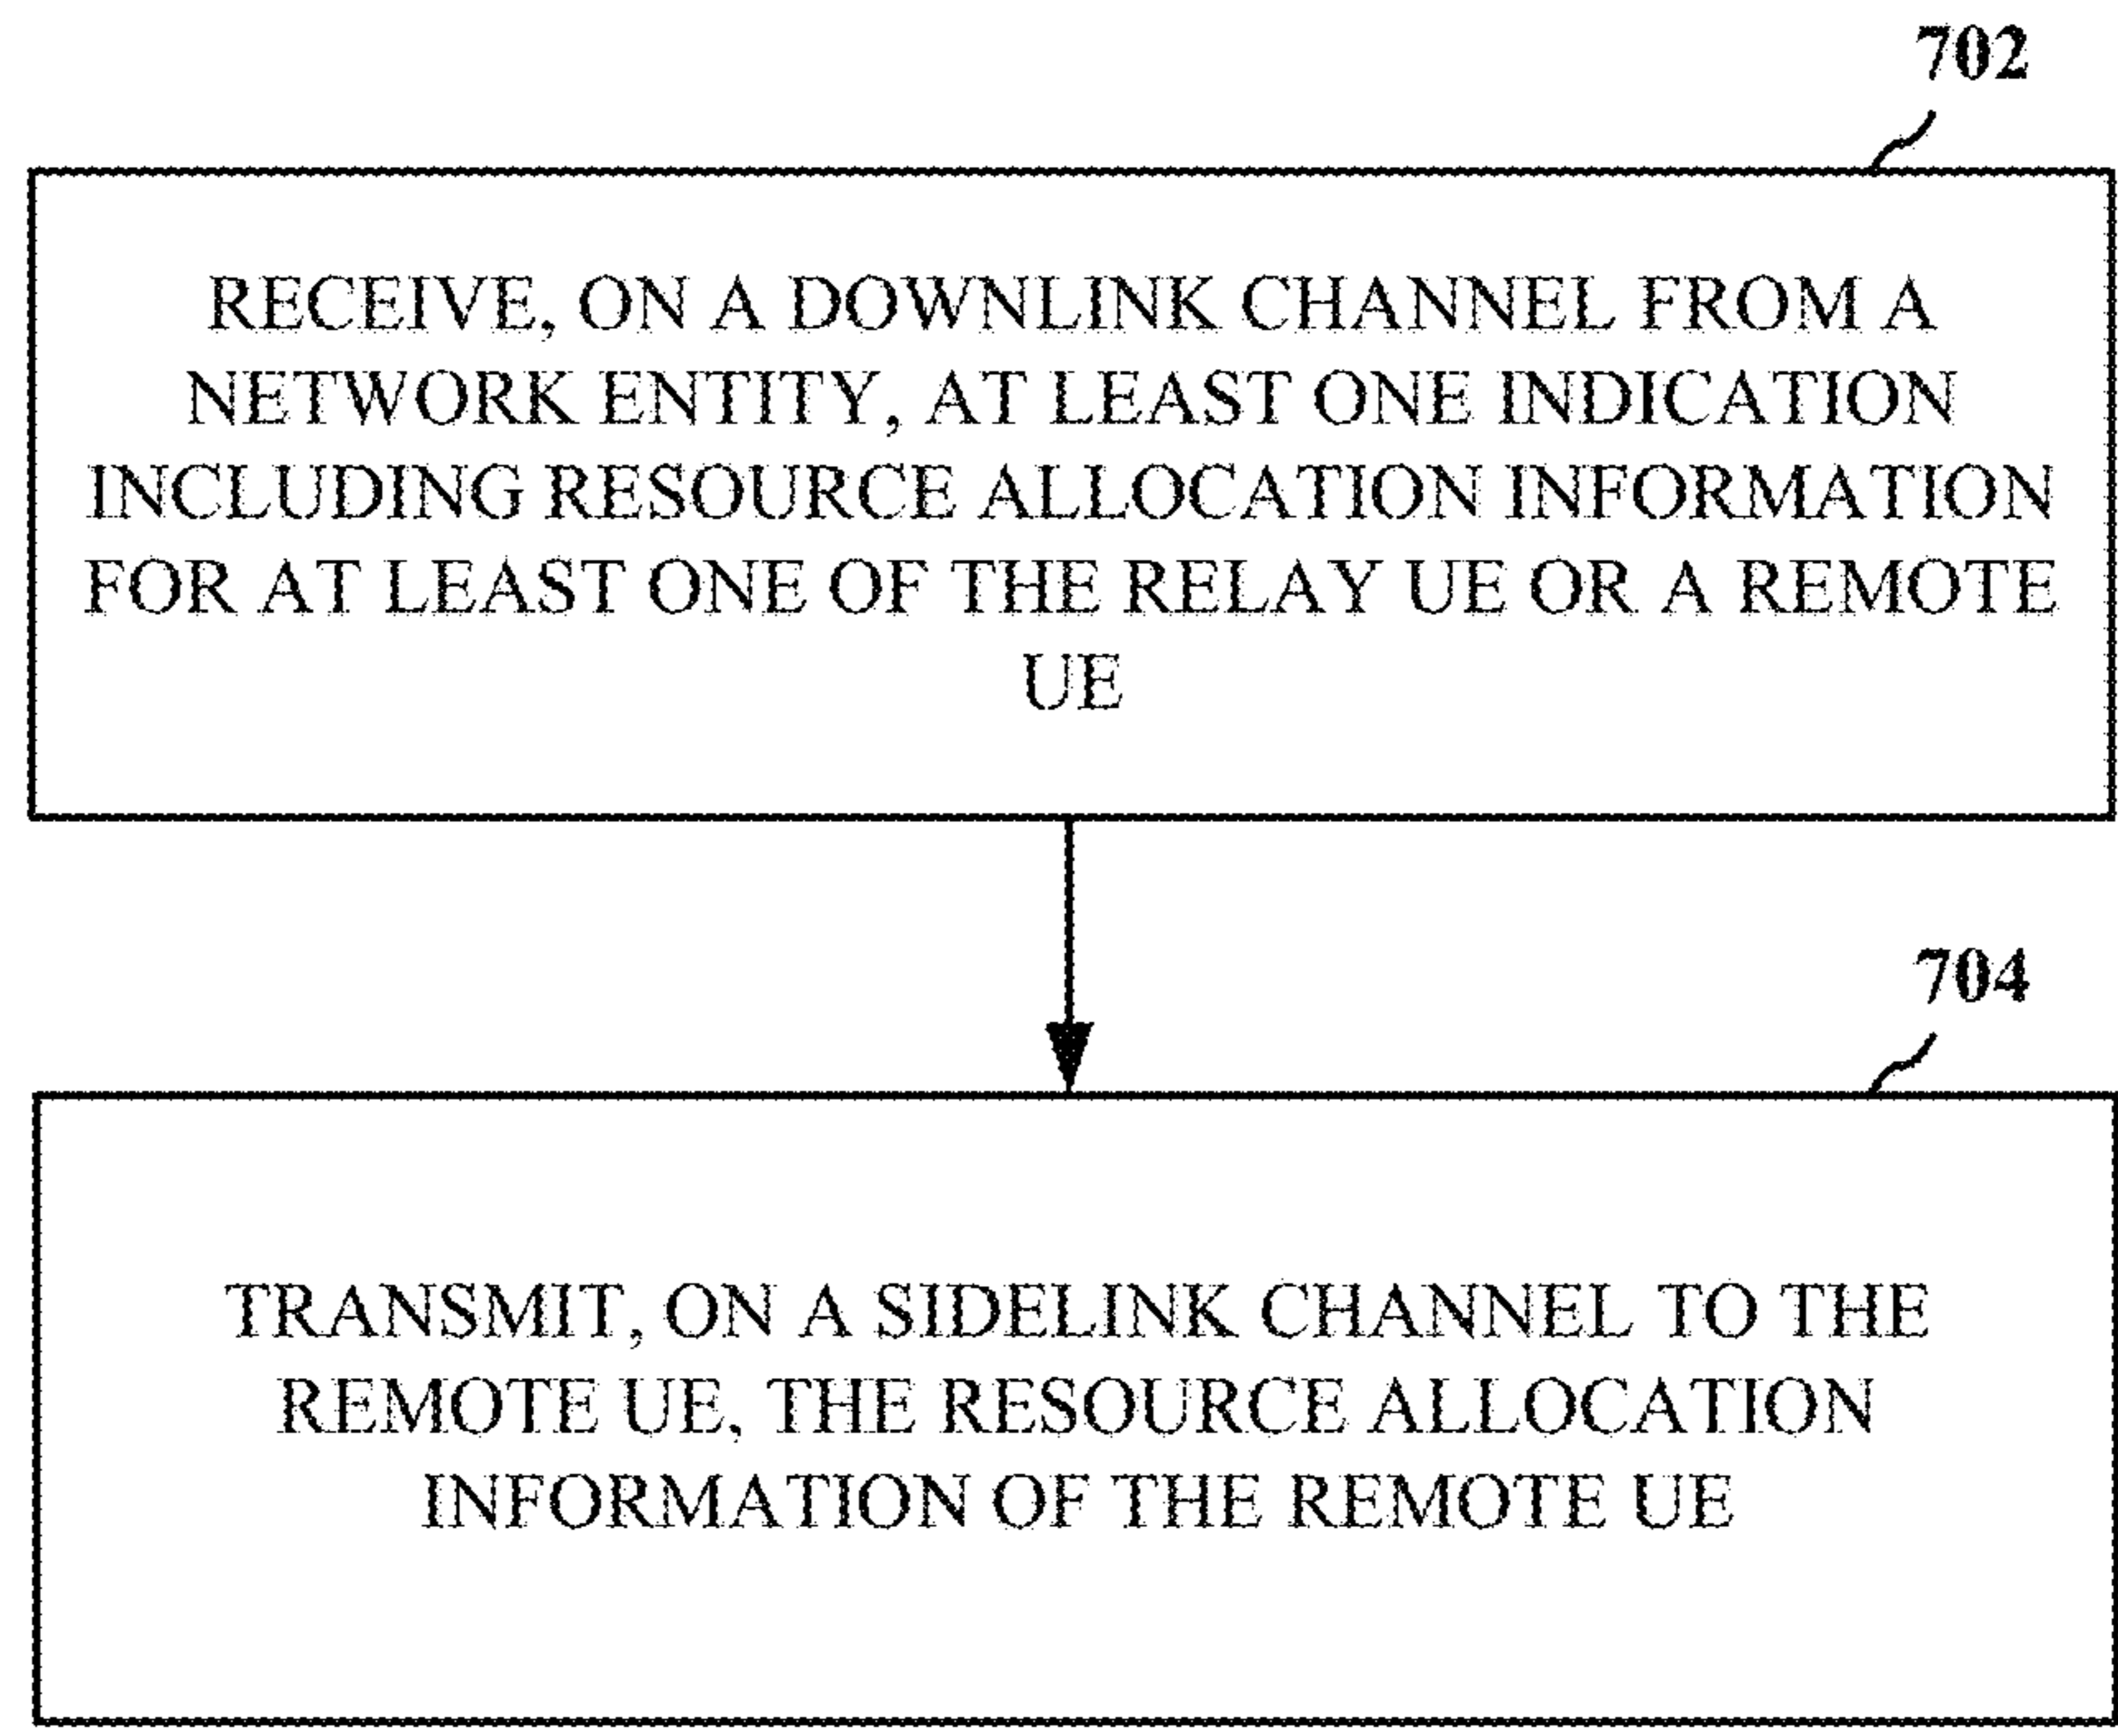 702
RECEIVE, ON A DOWNLINK CHANNEL FROM A
NETWORK ENTITY, AT LEAST ONE INDICATION
INCLUDING RESOURCE ALLOCATION INFORMATION
FOR AT LEAST ONE OF THE RELAY UE OR A REMOTE
UE
704
TRANSMIT, ON A SIDELINK CHANNEL TO THE
REMOTE UE, THE RESOURCE ALLOCATION
INFORMATION OF THE REMOTE UE